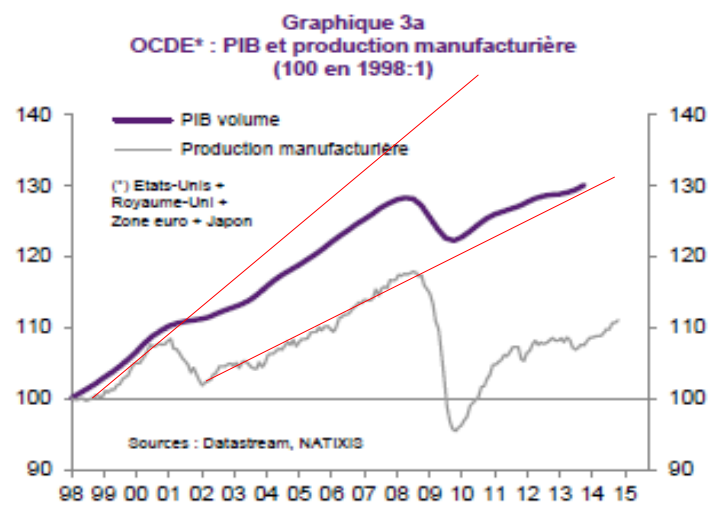 Graphique 3a
OCDE* : PIB et production manufacturière
(100 en 1998:1)
140 140
PIB volume
Production manufacturière
130 130
(*) Etats-Unis +
Royaume-Uni +
Zone euro + Japon
120 120
110 110
100 100
Sources : Datastream, NATIXIS
90 90
98 99 00 01 02 03 04 05 06 07 08 09 10 11 12 13 14 15